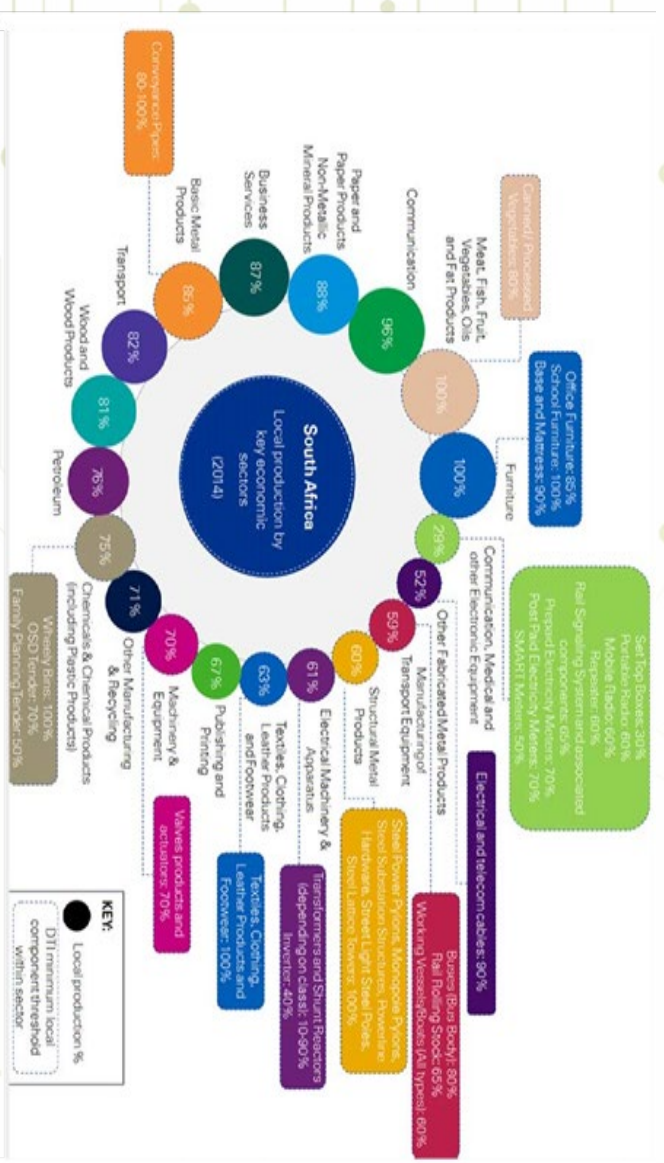 South Africa
Local production by
key economic
sectors
(2014)
100%
Furniture
Office Furniture: 85%
School Furniture: 100%
Base and Mattress: 90%
29%
Communication, Medical and
other Electronic Equipment
Set Top Boxes: 30%
Portable Radio: 60%
Mobile Radio: 60%
Repeater: 60%
Rail Signaling System and associated
components: 65%
Prepaid Electricity Meters: 70%
Post Paid Electricity Meters: 70%
SMART Meters: 50%
52%
Other Fabricated Metal Products
Electrical and telecom cables: 90%
59%
Manufacturing of
Transport Equipment
Buses (Bus Body): 80%
Rail Rolling Stock: 65%
Working Vessels/Boats (All types): 60%
60%
Structural Metal
Products
Steel Power Pylons, Monopole Pylons,
Steel Substation Structures, Powerline
Hardware, Street Light Steel Poles,
Steel Lattice Towers: 100%
61%
Electrical Machinery &
Apparatus
Transformers and Shunt Reactors
(depending on class): 10-90%
Inverter: 40%
63%
Textiles, Clothing,
Leather Products
and Footwear
Textiles, Clothing,
Leather Products and
Footwear: 100%
67%
Publishing and
Printing
70%
Machinery &
Equipment
Valves products and
actuators: 70%
71%
Other Manufacturing
& Recycling
75%
Chemicals & Chemical Products
(including Plastic Products)
Wheely Bins: 100%
OSD Tender: 70%
Family Planning Tender: 50%
76%
Petroleum
81%
Wood and
Wood Products
82%
Transport
85%
Basic Metal
Products
Conveyance Pipes:
80-100%
87%
Business
Services
88%
Paper and
Paper Products
Non-Metallic
Mineral Products
96%
Communication
100%
Meat, Fish, Fruit,
Vegetables, Oils
and Fat Products
Canned / Processed
Vegetables: 80%
KEY:
Local production %
DTI minimum local
component threshold
within sector